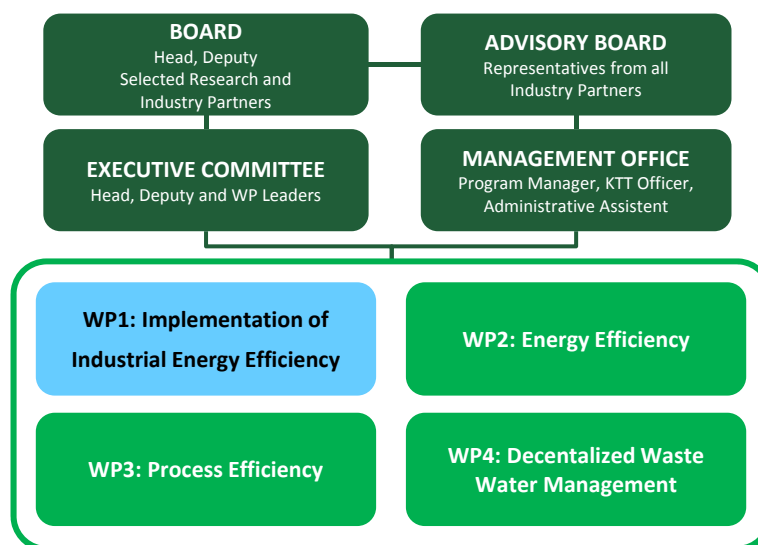 BOARD
Head, Deputy
Selected Research and
Industry Partners
ADVISORY BOARD
Representatives from all
Industry Partners
EXECUTIVE COMMITTEE
Head, Deputy and WP Leaders
MANAGEMENT OFFICE
Program Manager, KTT Officer,
Administrative Assistent
WP1: Implementation of
Industrial Energy Efficiency
WP2: Energy Efficiency
WP3: Process Efficiency
WP4: Decentalized Waste
Water Management